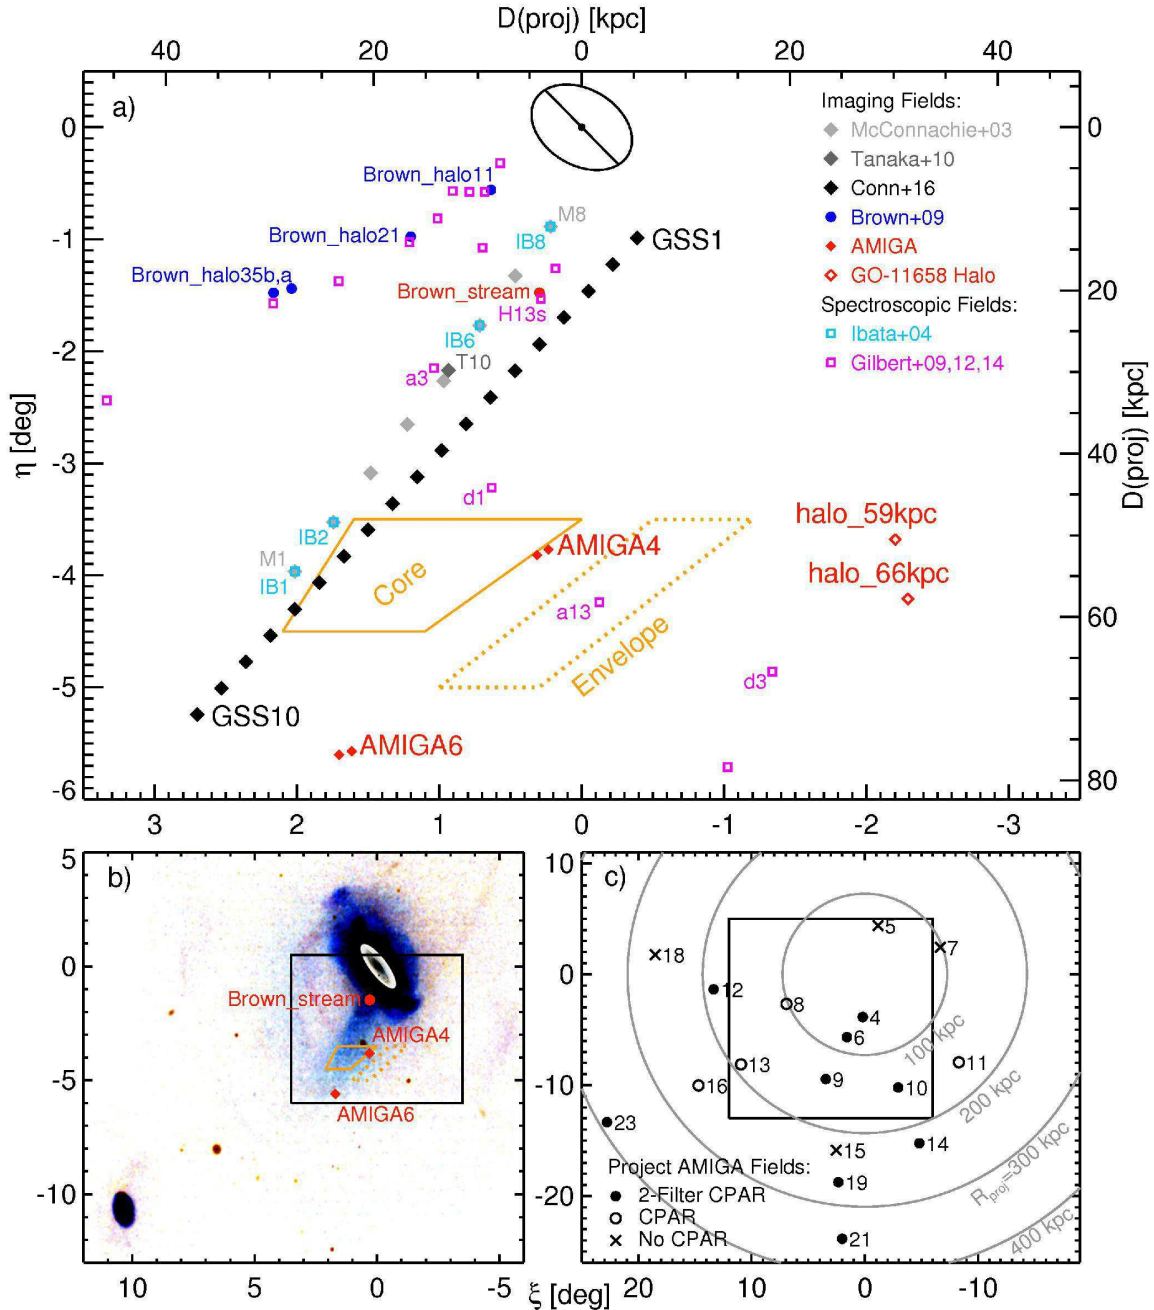 D(proj) [kpc]
40 20 0 20 40
a)
Imaging Fields:
McConnachie+03
Tanaka+10
Conn+16
Brown+09
AMIGA
GO-11658 Halo
Spectroscopic Fields:
Ibata+04
Gilbert+09,12,14
Brown_halo11
M8
IB8
GSS1
Brown_halo21
Brown_halo35b,a
Brown_stream
H13s
IB6
T10
a3
d1
halo_59kpc
IB2
AMIGA4
M1
halo_66kpc
IB1
Core
a13
Envelope
d3
GSS10
AMIGA6
η [deg]
0
-1
-2
-3
-4
-5
-6
D(proj) [kpc]
0
20
40
60
80
3 2 1 0 -1 -2 -3
b)
Brown_stream
AMIGA4
AMIGA6
5
0
-5
-10
10 5 0 -5
ξ [deg]
c)
10
0
-10
-20
5
7
18
12
8
4
6
100 kpc
13
11
16
9
10
200 kpc
23
14
15
Rproj=300 kpc
19
400 kpc
21
Project AMIGA Fields:
2-Filter CPAR
CPAR
No CPAR
20 10 0 -10